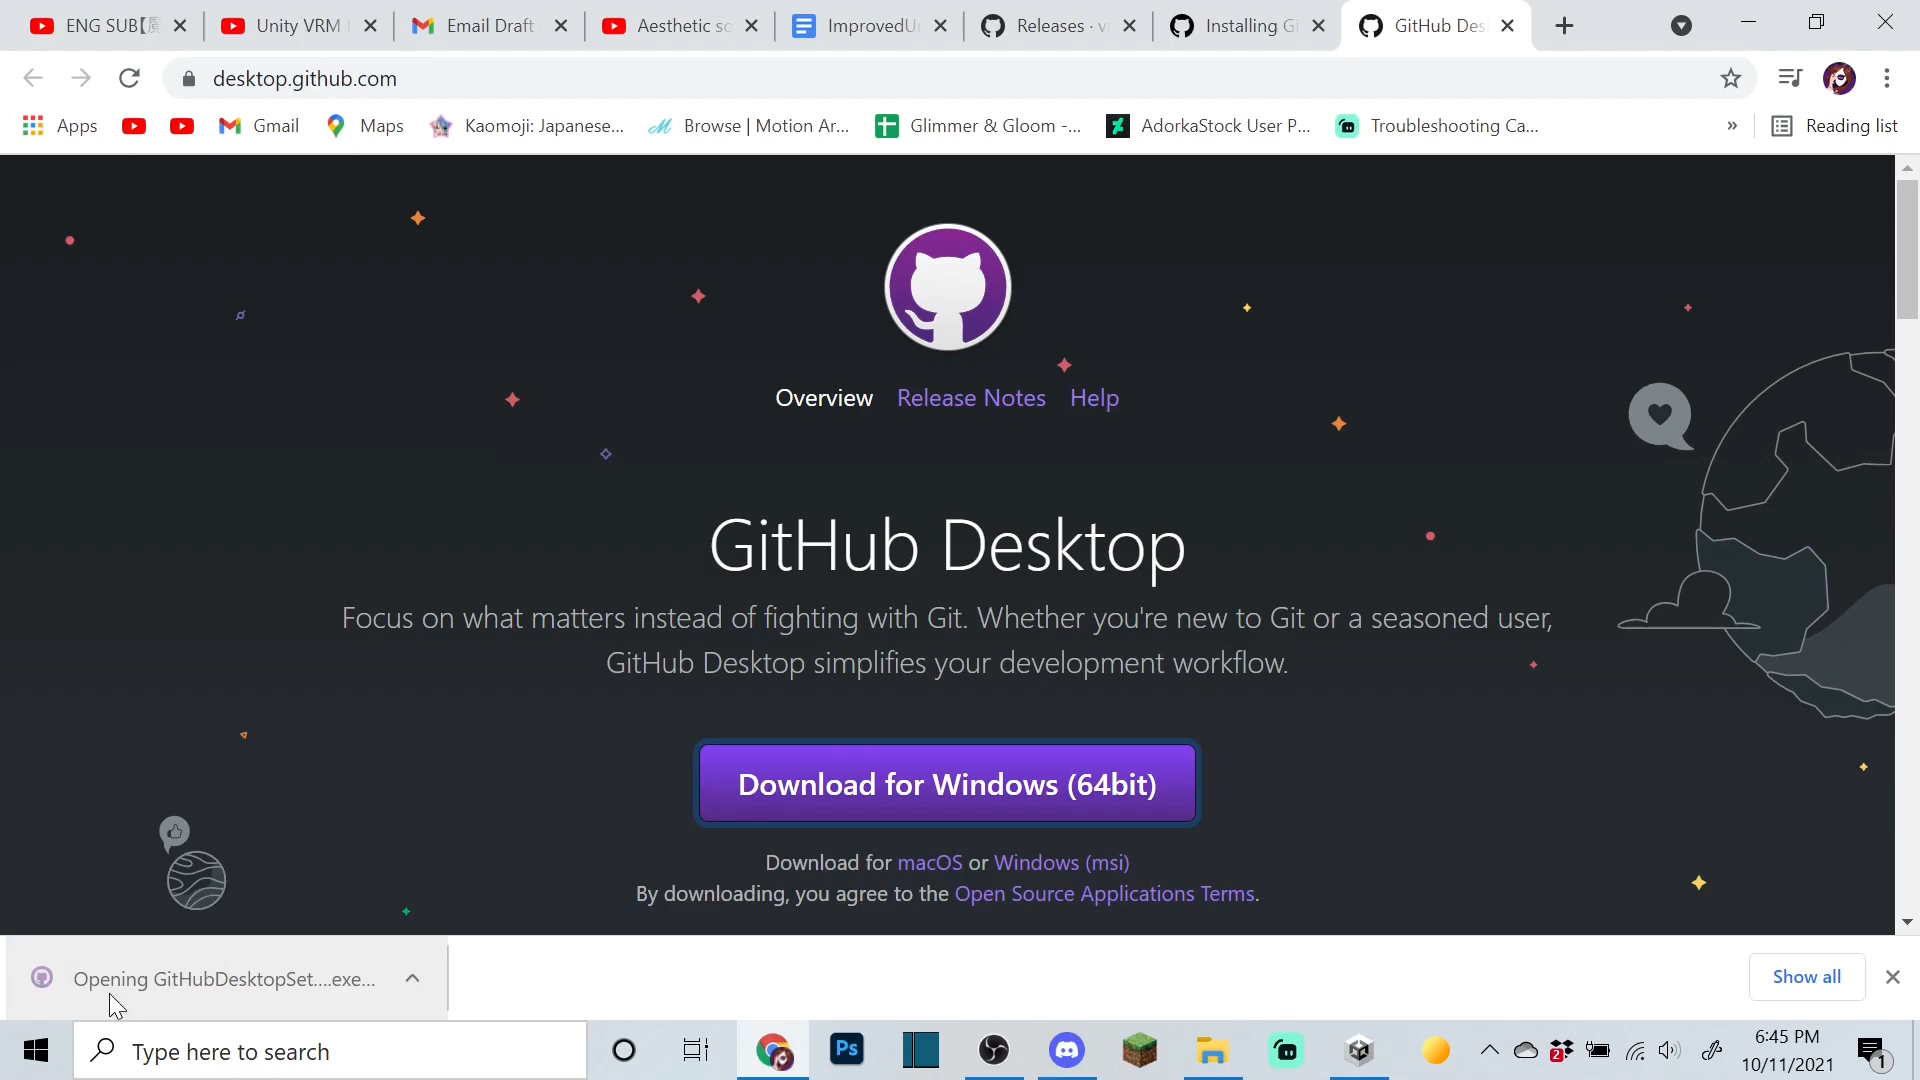 ENG SUB【
Unity VRM
Email Draft
Aesthetic so
ImprovedU
Releases · v
Installing Gi
GitHub Des
desktop.github.com
Apps
Gmail
Maps
Kaomoji: Japanese...
Browse | Motion Ar...
Glimmer & Gloom -...
AdorkaStock User P...
Troubleshooting Ca...
»
Reading list
Overview
Release Notes
Help
GitHub Desktop
Focus on what matters instead of fighting with Git. Whether you're new to Git or a seasoned user,
GitHub Desktop simplifies your development workflow.
Download for Windows (64bit)
Download for macOS or Windows (msi)
By downloading, you agree to the Open Source Applications Terms.
Opening GitHubDesktopSet....exe...
Show all
Type here to search
Ps
2
6:45 PM
10/11/2021
1